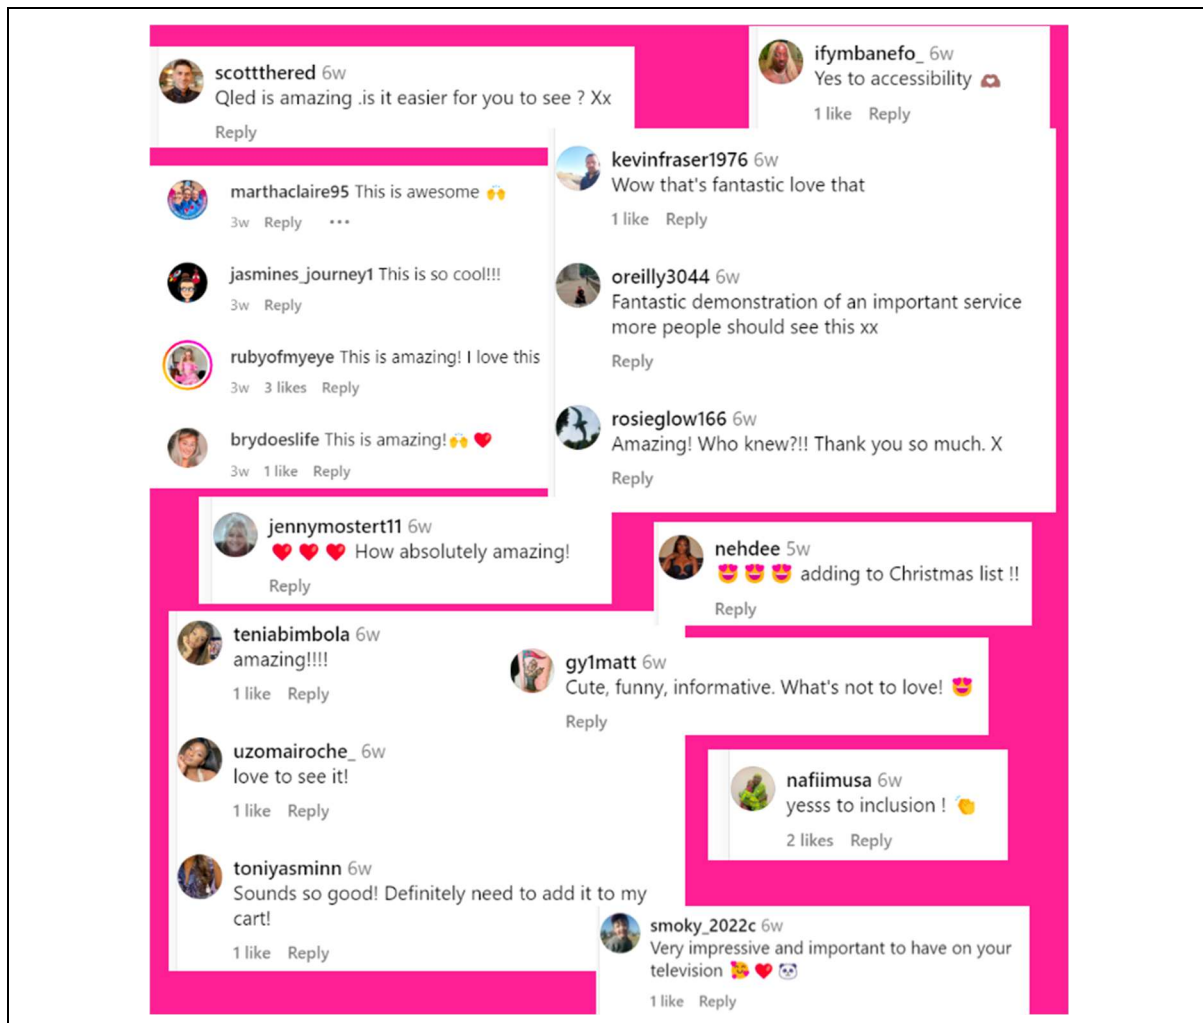 scottthered 6w
Qled is amazing .is it easier for you to see ? Xx
Reply
ifymbanefo_ 6w
Yes to accessibility 🫶🏾
1 like Reply
marthaclaire95 This is awesome 🙌
3w Reply •••
jasmines_journey1 This is so cool!!!
3w Reply
rubyofmyeye This is amazing! I love this
3w 3 likes Reply
brydoeslife This is amazing!🙌 ❤️
3w 1 like Reply
kevinfraser1976 6w
Wow that's fantastic love that
1 like Reply
oreilly3044 6w
Fantastic demonstration of an important service
more people should see this xx
Reply
rosieglow166 6w
Amazing! Who knew?!! Thank you so much. X
Reply
jennymostert11 6w
❤️ ❤️ ❤️ How absolutely amazing!
Reply
nehdee 5w
😍 😍 😍 adding to Christmas list !!
Reply
teniabimbola 6w
amazing!!!!
1 like Reply
gy1matt 6w
Cute, funny, informative. What's not to love! 😍
Reply
uzomairoche_ 6w
love to see it!
1 like Reply
nafiimusa 6w
yesss to inclusion ! 👏
2 likes Reply
toniyasminn 6w
Sounds so good! Definitely need to add it to my
cart!
1 like Reply
smoky_2022c 6w
Very impressive and important to have on your
television 🥰 ❤️ 🐼
1 like Reply